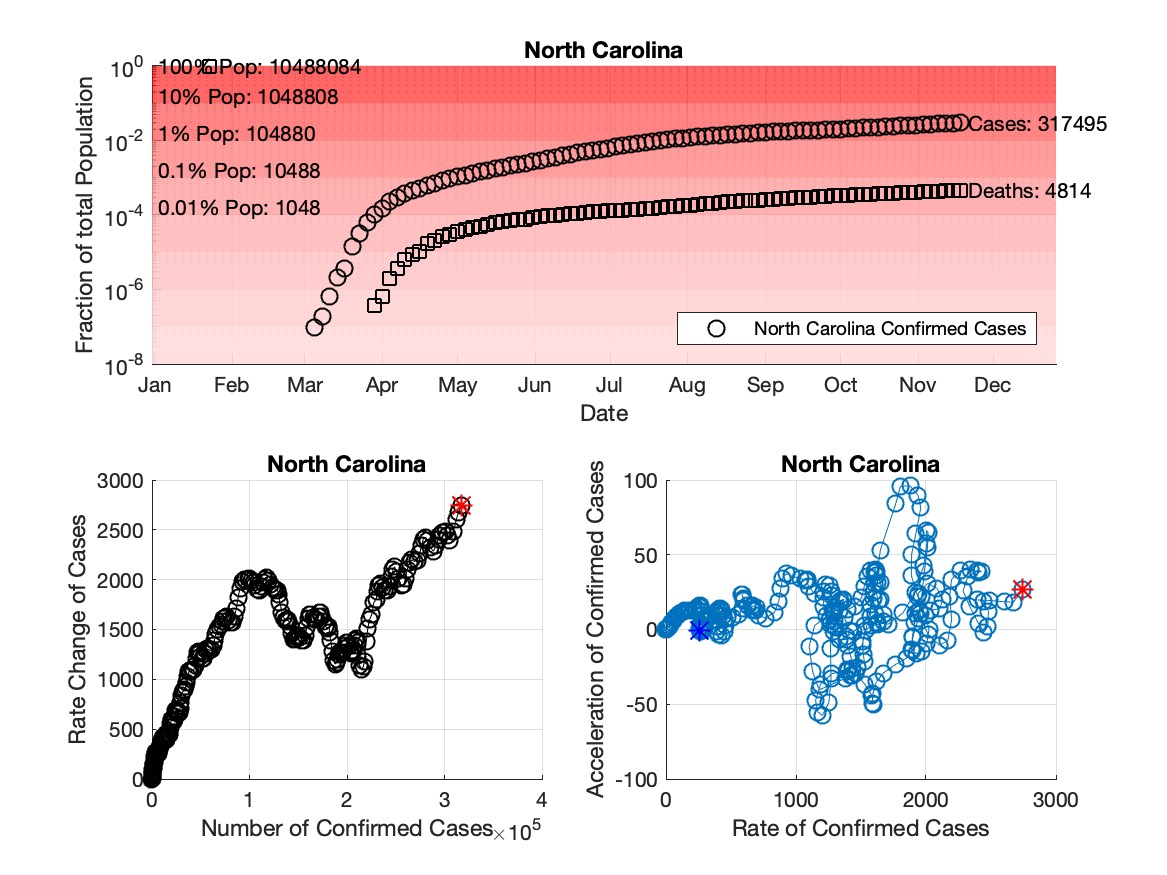 North Carolina
10^0
10^-2
10^-4
10^-6
10^-8
Fraction of total Population
100% Pop: 10488084
10% Pop: 1048808
1% Pop: 104880
0.1% Pop: 10488
0.01% Pop: 1048
Cases: 317495
Deaths: 4814
North Carolina Confirmed Cases
Jan Feb Mar Apr May Jun Jul Aug Sep Oct Nov Dec
Date
North Carolina
3000
2500
2000
1500
1000
500
0
Rate Change of Cases
0 1 2 3 4
Number of Confirmed Cases ×10^5
North Carolina
100
50
0
-50
-100
Acceleration of Confirmed Cases
0 1000 2000 3000
Rate of Confirmed Cases